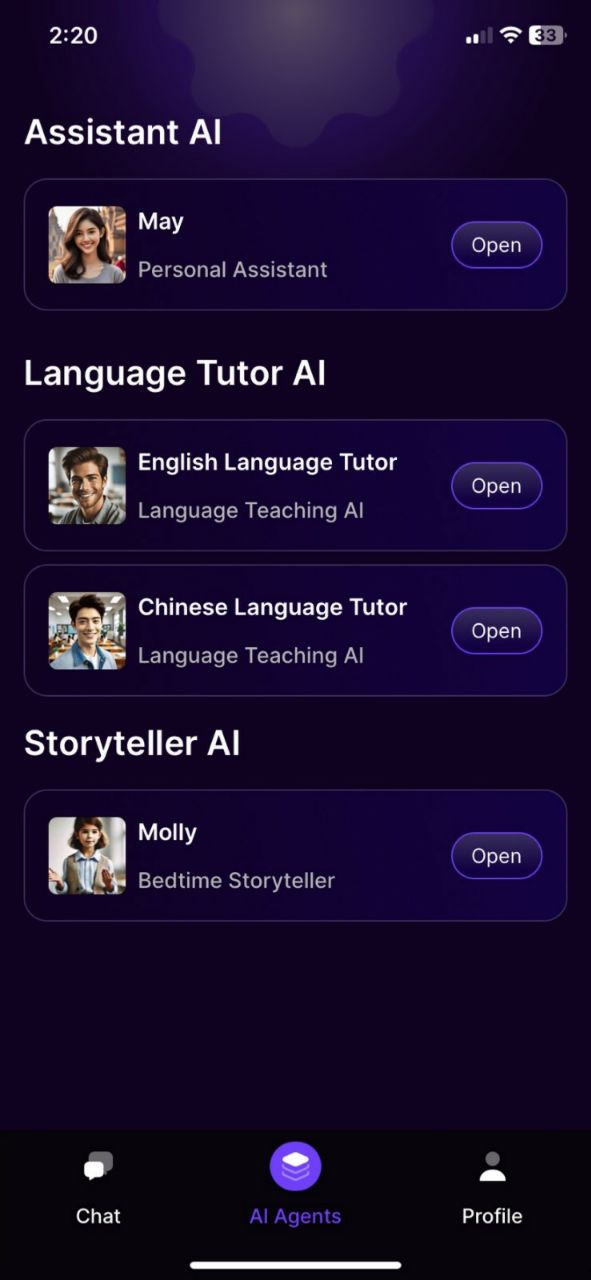 2:20
33
Assistant AI
May
Personal Assistant
Open
Language Tutor AI
English Language Tutor
Language Teaching AI
Open
Chinese Language Tutor
Language Teaching AI
Open
Storyteller AI
Molly
Bedtime Storyteller
Open
Chat
AI Agents
Profile